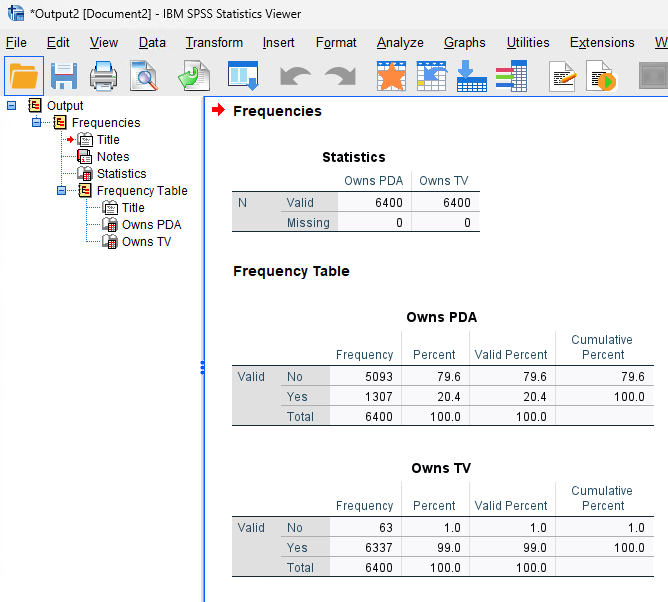 *Output2 [Document2] - IBM SPSS Statistics Viewer
File Edit View Data Transform Insert Format Analyze Graphs Utilities Extensions W
Output
Frequencies
Title
Notes
Statistics
Frequency Table
Title
Owns PDA
Owns TV
Frequencies
Statistics
Owns PDA Owns TV
N Valid 6400 6400
Missing 0 0
Frequency Table
Owns PDA
Frequency Percent Valid Percent Cumulative Percent
Valid No 5093 79.6 79.6 79.6
Yes 1307 20.4 20.4 100.0
Total 6400 100.0 100.0
Owns TV
Frequency Percent Valid Percent Cumulative Percent
Valid No 63 1.0 1.0 1.0
Yes 6337 99.0 99.0 100.0
Total 6400 100.0 100.0